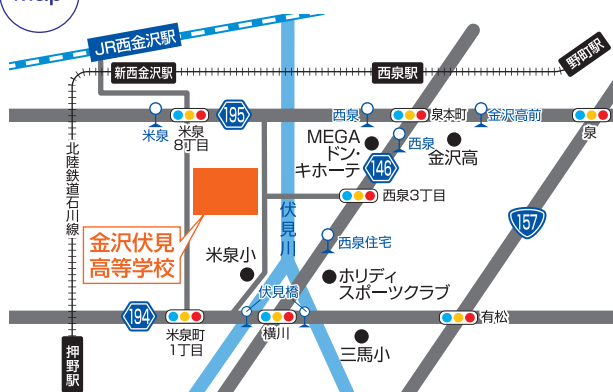 map
JR西金沢駅
新西金沢駅
西泉駅
野町駅
米泉
米泉
8丁目
195
西泉
泉本町
金沢高前
泉
MEGA
ドン・
キホーテ
西泉
金沢高
146
西泉3丁目
北陸鉄道石川線
金沢伏見
高等学校
伏見川
157
西泉住宅
米泉小
ホリディ
スポーツクラブ
伏見橋
194
米泉町
1丁目
横川
有松
三馬小
押野駅